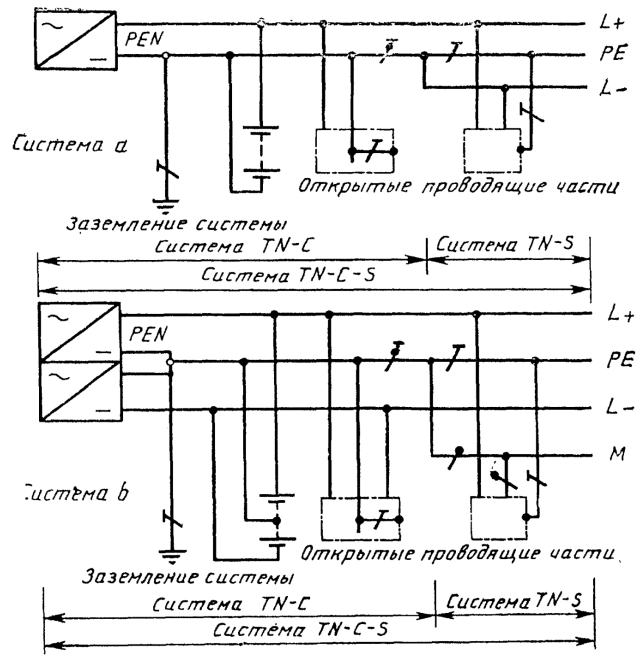 L+
PEN
PE
L-
Система a
Открытые проводящие части
Заземление системы
Система TN-C
Система TN-S
Система TN-C-S
L+
PEN
PE
L-
M
Система b
Открытые проводящие части
Заземление системы
Система TN-C
Система TN-S
Система TN-C-S